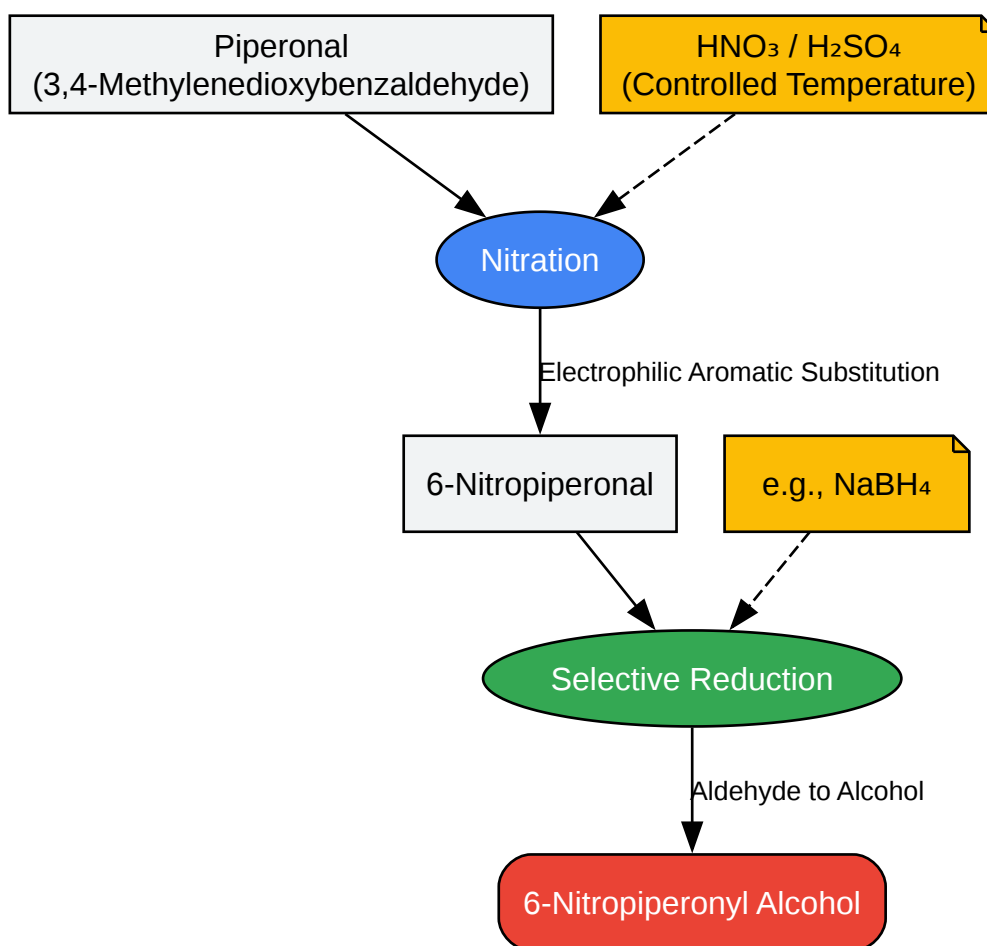 Piperonal
(3,4-Methylenedioxybenzaldehyde)
HNO₃ / H₂SO₄
(Controlled Temperature)
Nitration
Electrophilic Aromatic Substitution
6-Nitropiperonal
e.g., NaBH₄
Selective Reduction
Aldehyde to Alcohol
6-Nitropiperonyl Alcohol